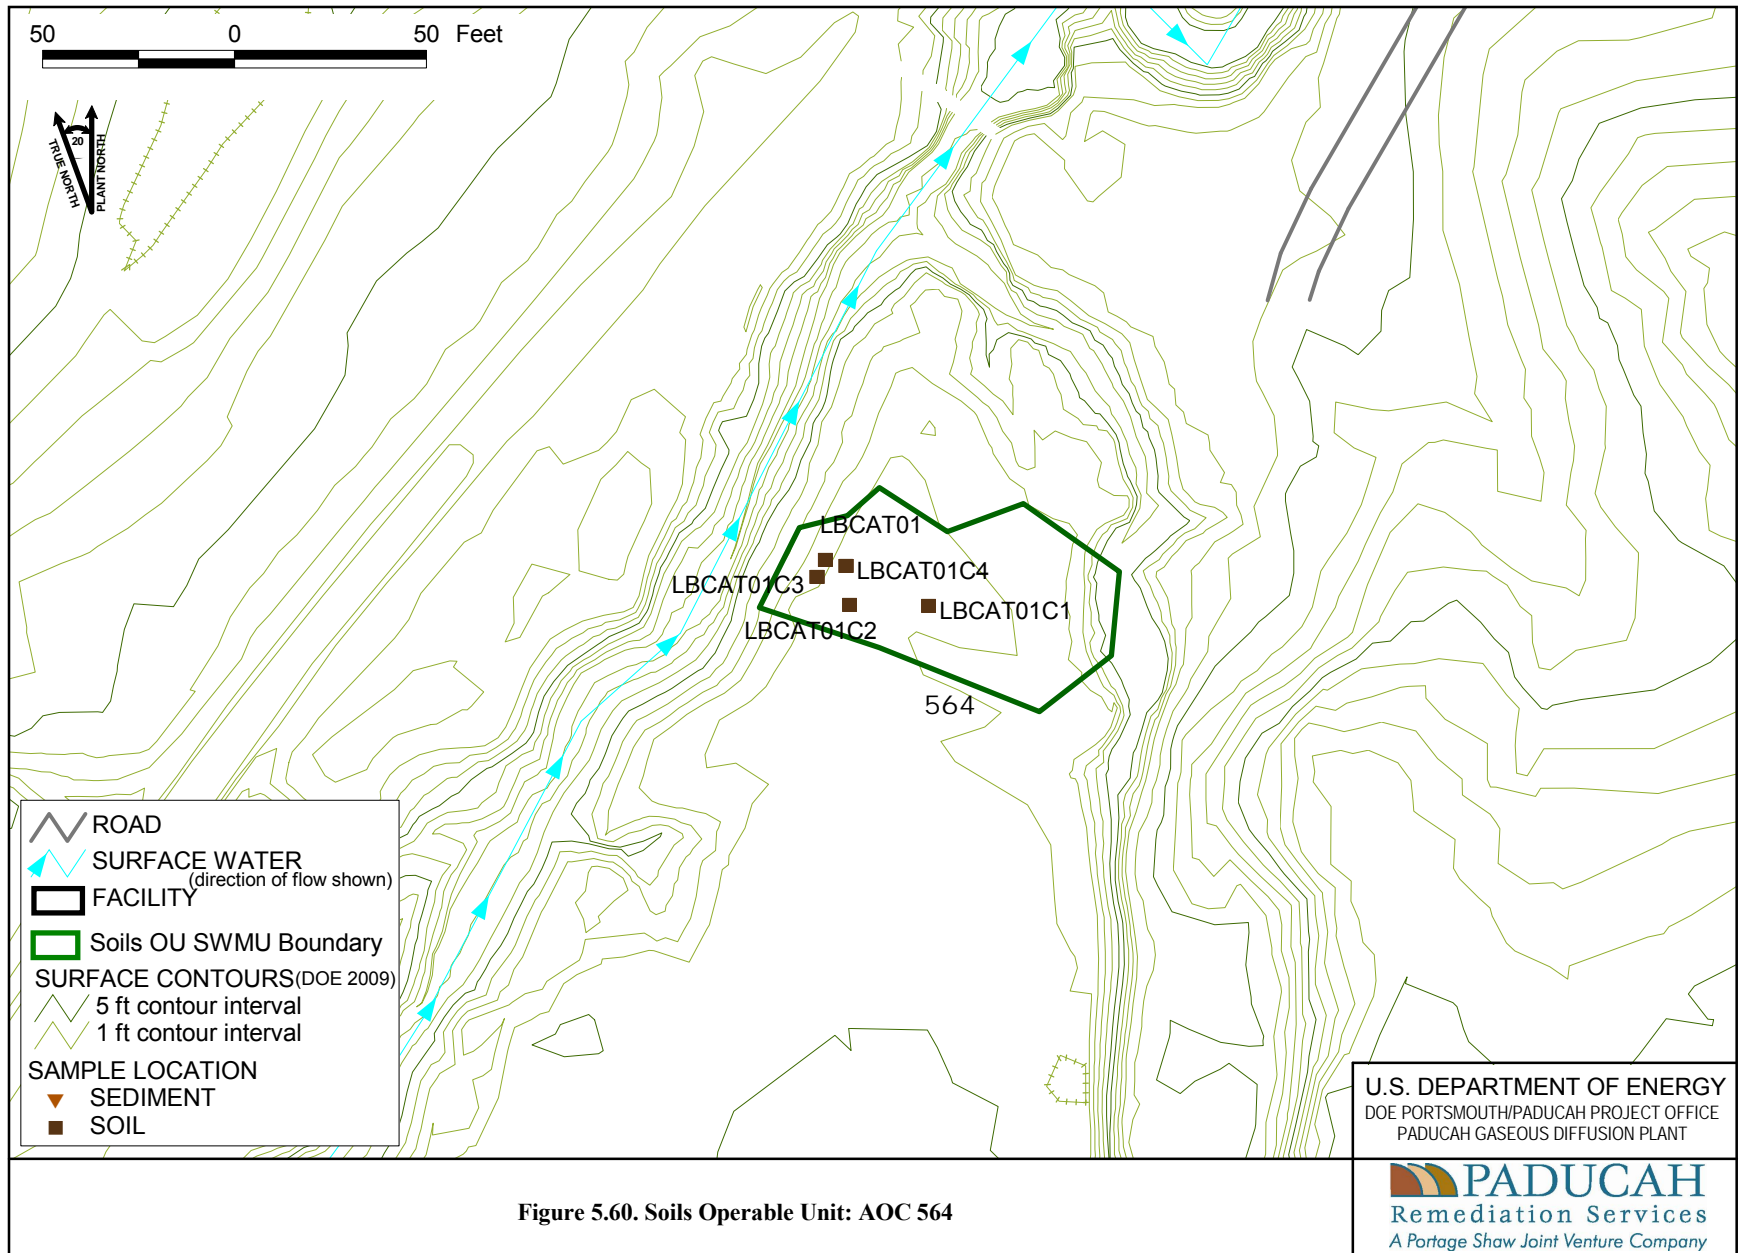 50 0 50 Feet
20
TRUE NORTH
PLANT NORTH
LBCAT01
LBCAT01C4
LBCAT01C3
LBCAT01C1
LBCAT01C2
564
ROAD
SURFACE WATER
(direction of flow shown)
FACILITY
Soils OU SWMU Boundary
SURFACE CONTOURS(DOE 2009)
5 ft contour interval
1 ft contour interval
SAMPLE LOCATION
SEDIMENT
SOIL
U.S. DEPARTMENT OF ENERGY
DOE PORTSMOUTH/PADUCAH PROJECT OFFICE
PADUCAH GASEOUS DIFFUSION PLANT
PADUCAH
Remediation Services
A Portage Shaw Joint Venture Company
Figure 5.60. Soils Operable Unit: AOC 564